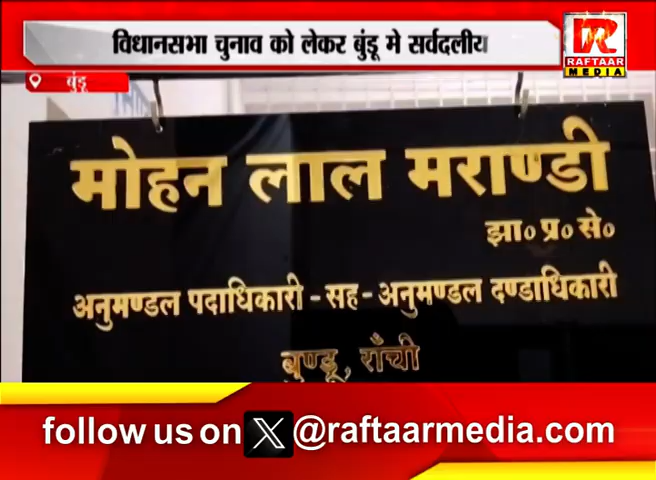 विधानसभा चुनाव को लेकर बुंडू मे सर्वदलीय
RAFTAAR
MEDIA
बुंडू
मोहन लाल मराण्डी
झा० प्र० से०
अनुमण्डल पदाधिकारी - सह - अनुमण्डल दण्डाधिकारी
बुण्डू, राँची
follow us on X @raftaarmedia.com